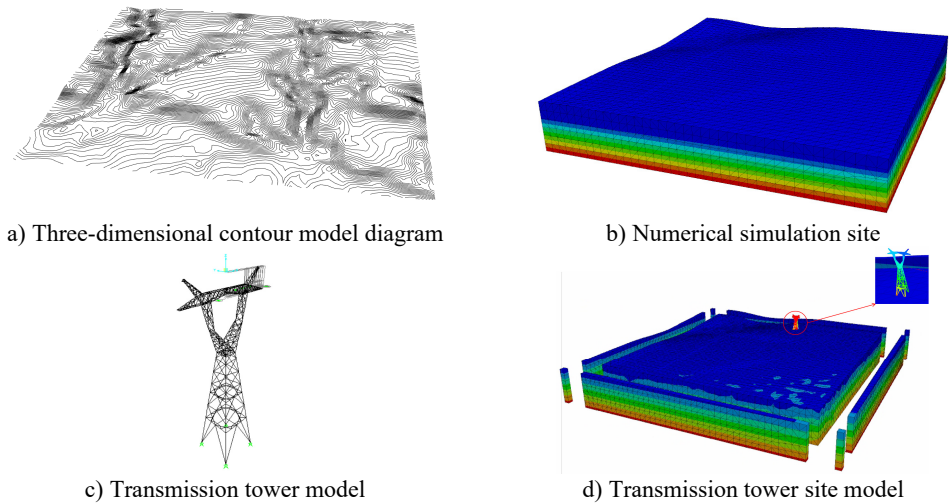 a) Three-dimensional contour model diagram
b) Numerical simulation site
c) Transmission tower model
d) Transmission tower site model